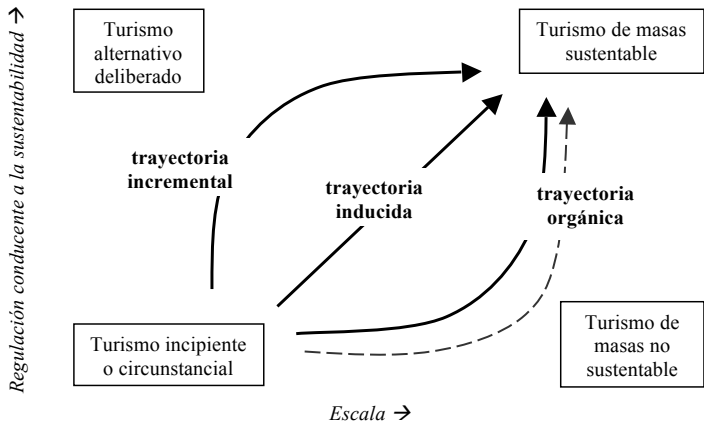 Regulación conducente a la sustentabilidad →
Turismo
alternativo
deliberado
Turismo de masas
sustentable
trayectoria
incremental
trayectoria
inducida
trayectoria
orgánica
Turismo incipiente
o circunstancial
Turismo de
masas no
sustentable
Escala →